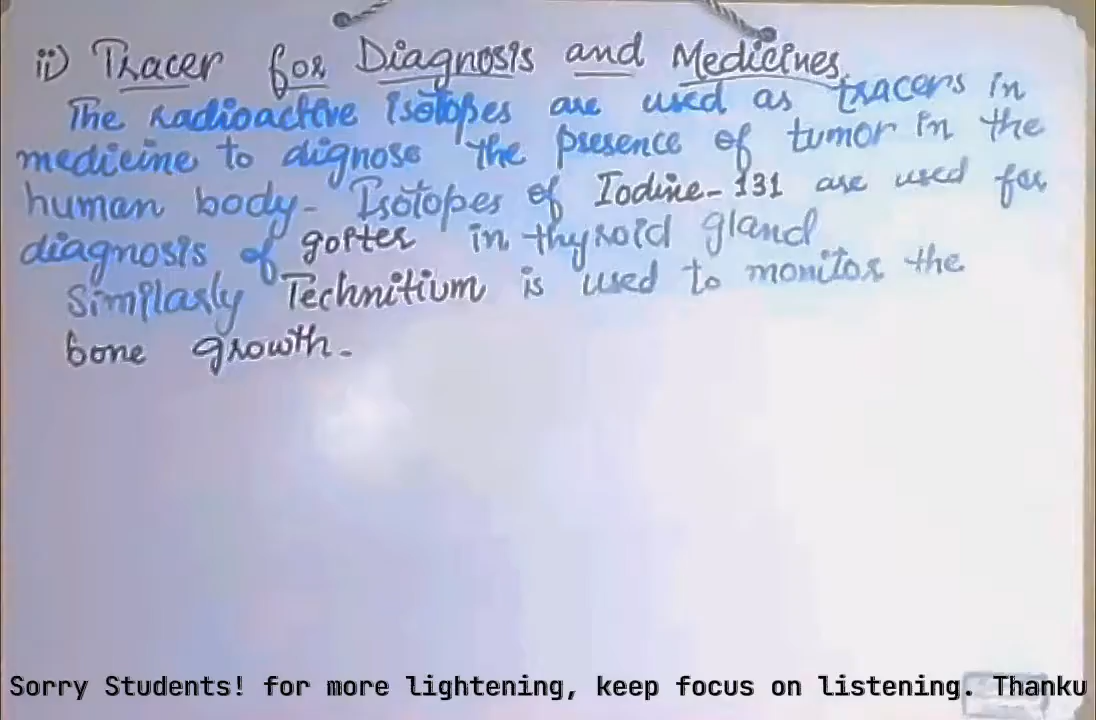 ii) Tracer for Diagnosis and Medicines
The radioactive isotopes are used as tracers in
medicine to dignose the presence of tumor in the
human body- Isotopes of Iodine-131 are used for
diagnosis of goiter in thyroid gland
Similarly Technitium is used to monitor the
bone growth-
Sorry Students! for more lightening, keep focus on listening. Thanku